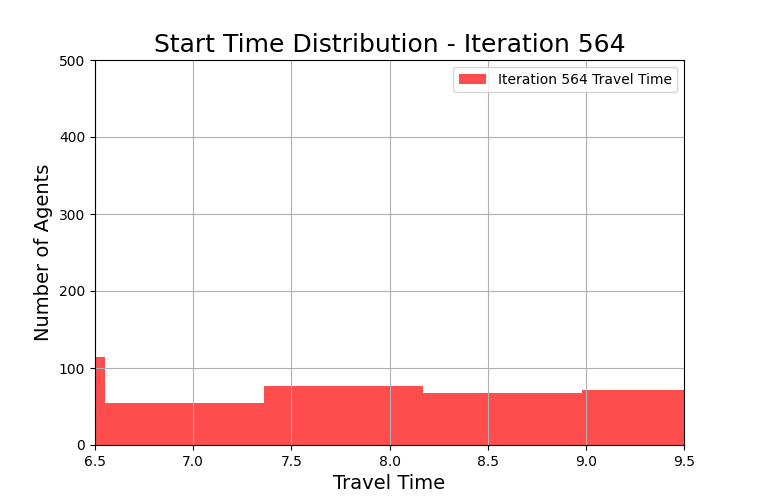 Start Time Distribution - Iteration 564
Iteration 564 Travel Time
Number of Agents
500
400
300
200
100
0
6.5 7.0 7.5 8.0 8.5 9.0 9.5
Travel Time